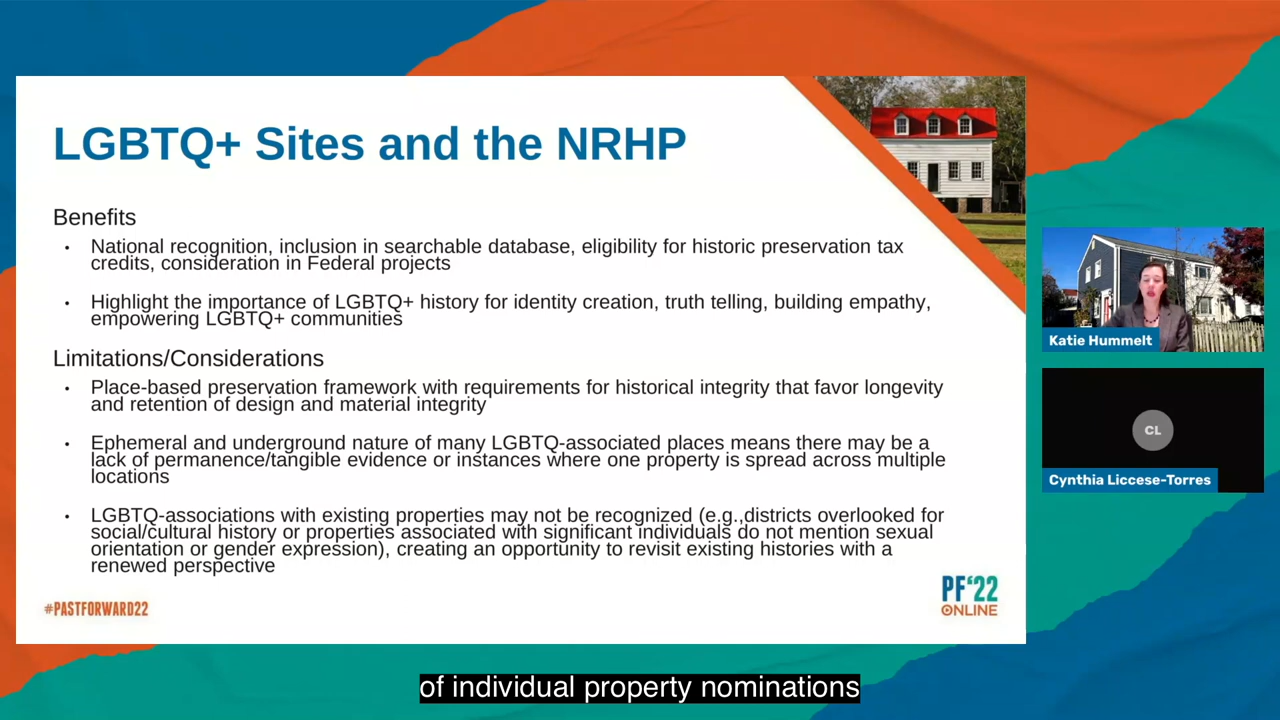 LGBTQ+ Sites and the NRHP
Benefits
• National recognition, inclusion in searchable database, eligibility for historic preservation tax
credits, consideration in Federal projects
• Highlight the importance of LGBTQ+ history for identity creation, truth telling, building empathy,
empowering LGBTQ+ communities
Limitations/Considerations
• Place-based preservation framework with requirements for historical integrity that favor longevity
and retention of design and material integrity
• Ephemeral and underground nature of many LGBTQ-associated places means there may be a
lack of permanence/tangible evidence or instances where one property is spread across multiple
locations
• LGBTQ-associations with existing properties may not be recognized (e.g.,districts overlooked for
social/cultural history or properties associated with significant individuals do not mention sexual
orientation or gender expression), creating an opportunity to revisit existing histories with a
renewed perspective
#PASTFORWARD22
PF'22
ONLINE
Katie Hummelt
CL
Cynthia Liccese-Torres
of individual property nominations